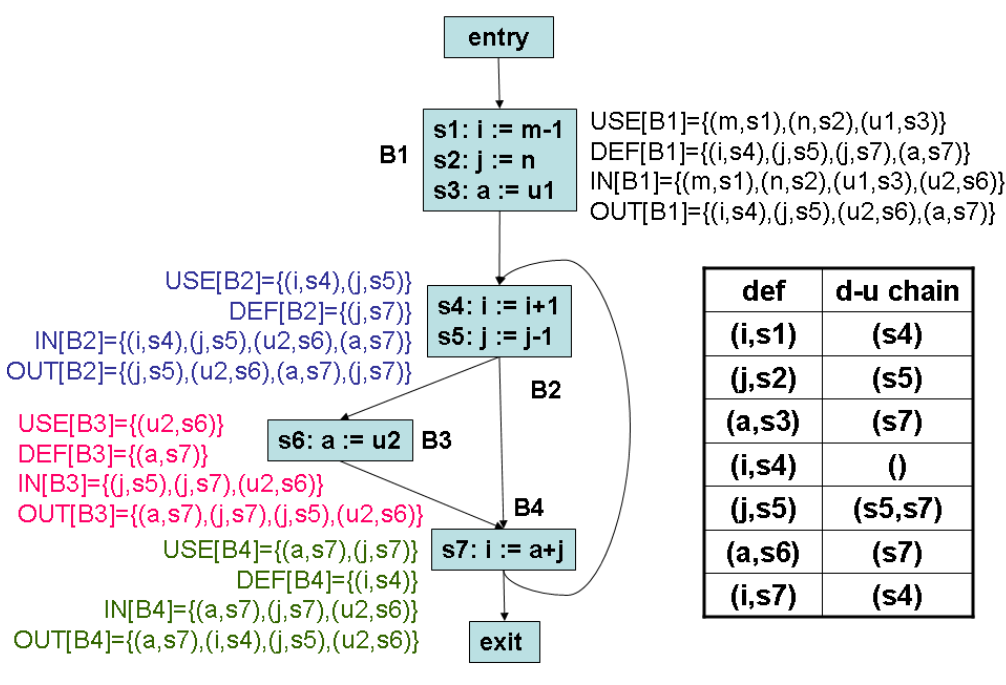 entry
B1
s1: i := m-1
s2: j := n
s3: a := u1
USE[B1]={(m,s1),(n,s2),(u1,s3)}
DEF[B1]={(i,s4),(j,s5),(j,s7),(a,s7)}
IN[B1]={(m,s1),(n,s2),(u1,s3),(u2,s6)}
OUT[B1]={(i,s4),(j,s5),(u2,s6),(a,s7)}
USE[B2]={(i,s4),(j,s5)}
DEF[B2]={(j,s7)}
IN[B2]={(i,s4),(j,s5),(u2,s6),(a,s7)}
OUT[B2]={(j,s5),(u2,s6),(a,s7),(j,s7)}
s4: i := i+1
s5: j := j-1
B2
USE[B3]={(u2,s6)}
DEF[B3]={(a,s7)}
IN[B3]={(j,s5),(j,s7),(u2,s6)}
OUT[B3]={(a,s7),(j,s7),(j,s5),(u2,s6)}
s6: a := u2
B3
B4
USE[B4]={(a,s7),(j,s7)}
DEF[B4]={(i,s4)}
IN[B4]={(a,s7),(j,s7),(u2,s6)}
OUT[B4]={(a,s7),(i,s4),(j,s5),(u2,s6)}
s7: i := a+j
exit
def d-u chain
(i,s1) (s4)
(j,s2) (s5)
(a,s3) (s7)
(i,s4) ()
(j,s5) (s5,s7)
(a,s6) (s7)
(i,s7) (s4)